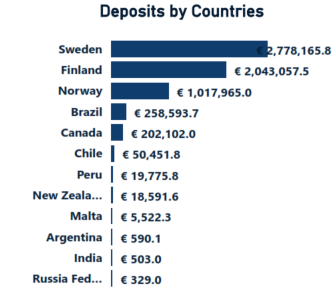 Deposits by Countries
Sweden € 2,778,165.8
Finland € 2,043,057.5
Norway € 1,017,965.0
Brazil € 258,593.7
Canada € 202,102.0
Chile € 50,451.8
Peru € 19,775.8
New Zeala... € 18,591.6
Malta € 5,522.3
Argentina € 590.1
India € 503.0
Russia Fed... € 329.0